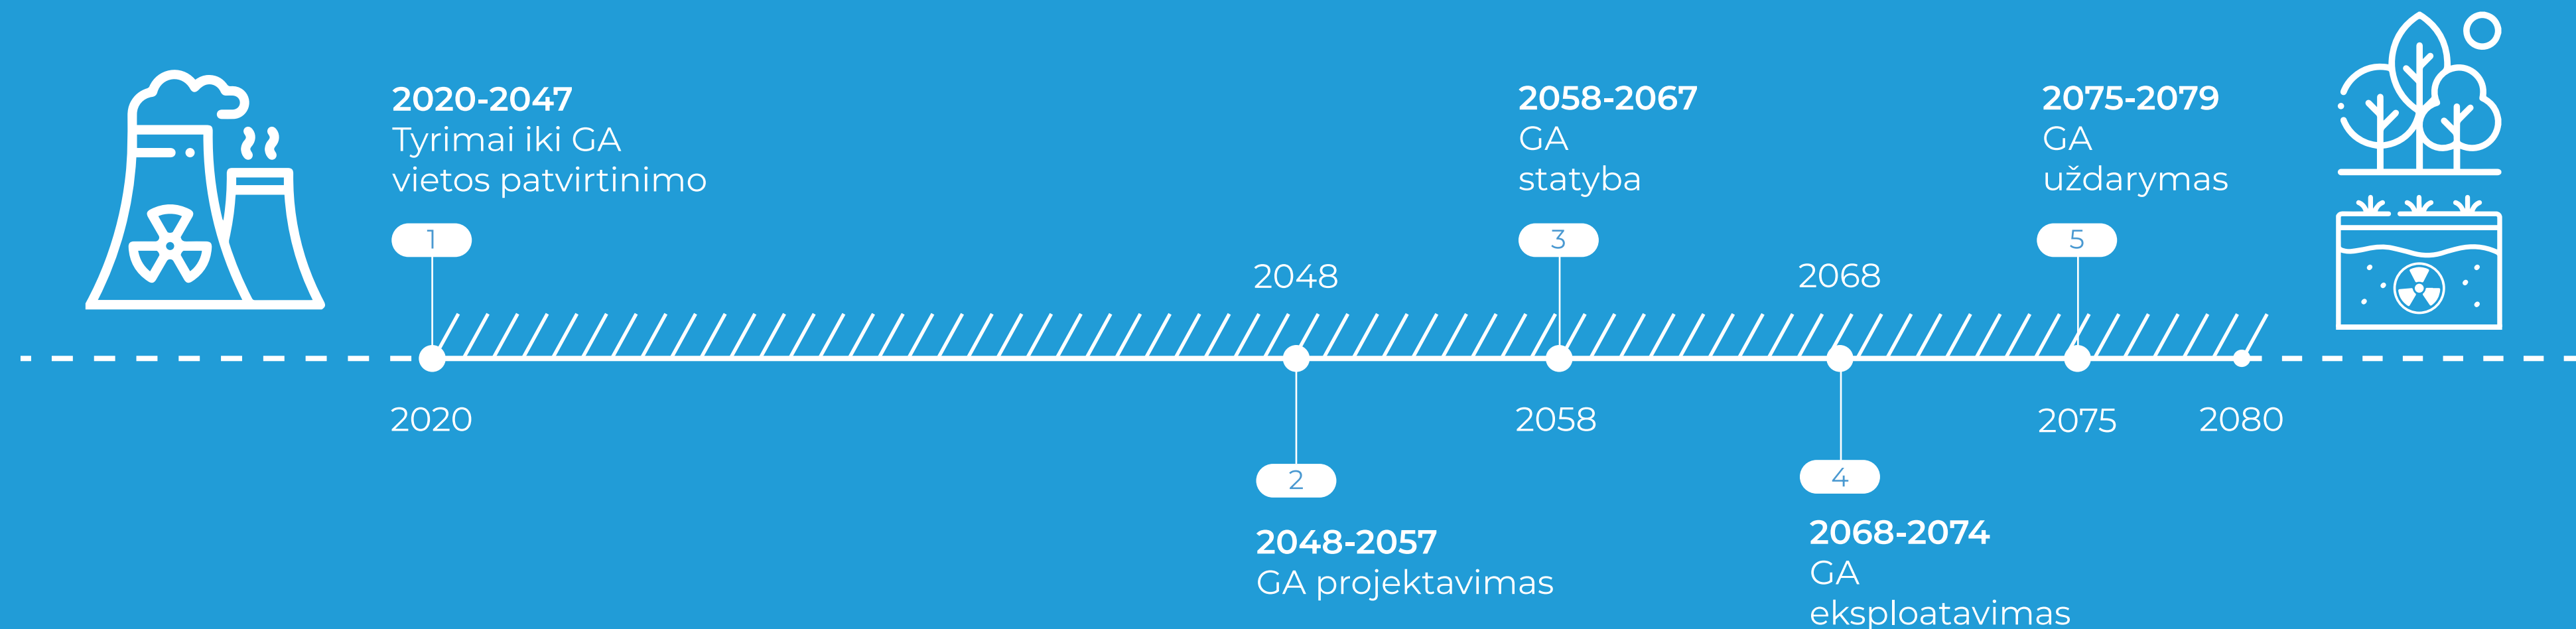 2020-2047
Tyrimai iki GA
vietos patvirtinimo
1
2020
2048
2
2048-2057
GA projektavimas
2058-2067
GA
statyba
3
2058
2068
4
2068-2074
GA
eksploatavimas
2075-2079
GA
uždarymas
5
2075
2080